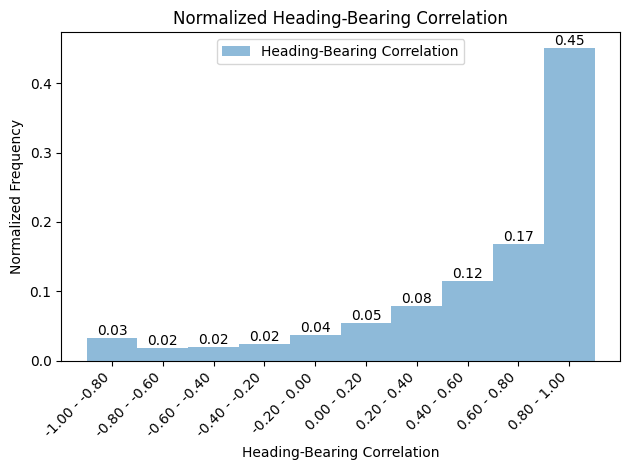 Normalized Heading-Bearing Correlation
Heading-Bearing Correlation
Normalized Frequency
0.4
0.3
0.2
0.1
0.0
0.03
0.02
0.02
0.02
0.04
0.05
0.08
0.12
0.17
0.45
-1.00 - -0.80
-0.80 - -0.60
-0.60 - -0.40
-0.40 - -0.20
-0.20 - 0.00
0.00 - 0.20
0.20 - 0.40
0.40 - 0.60
0.60 - 0.80
0.80 - 1.00
Heading-Bearing Correlation